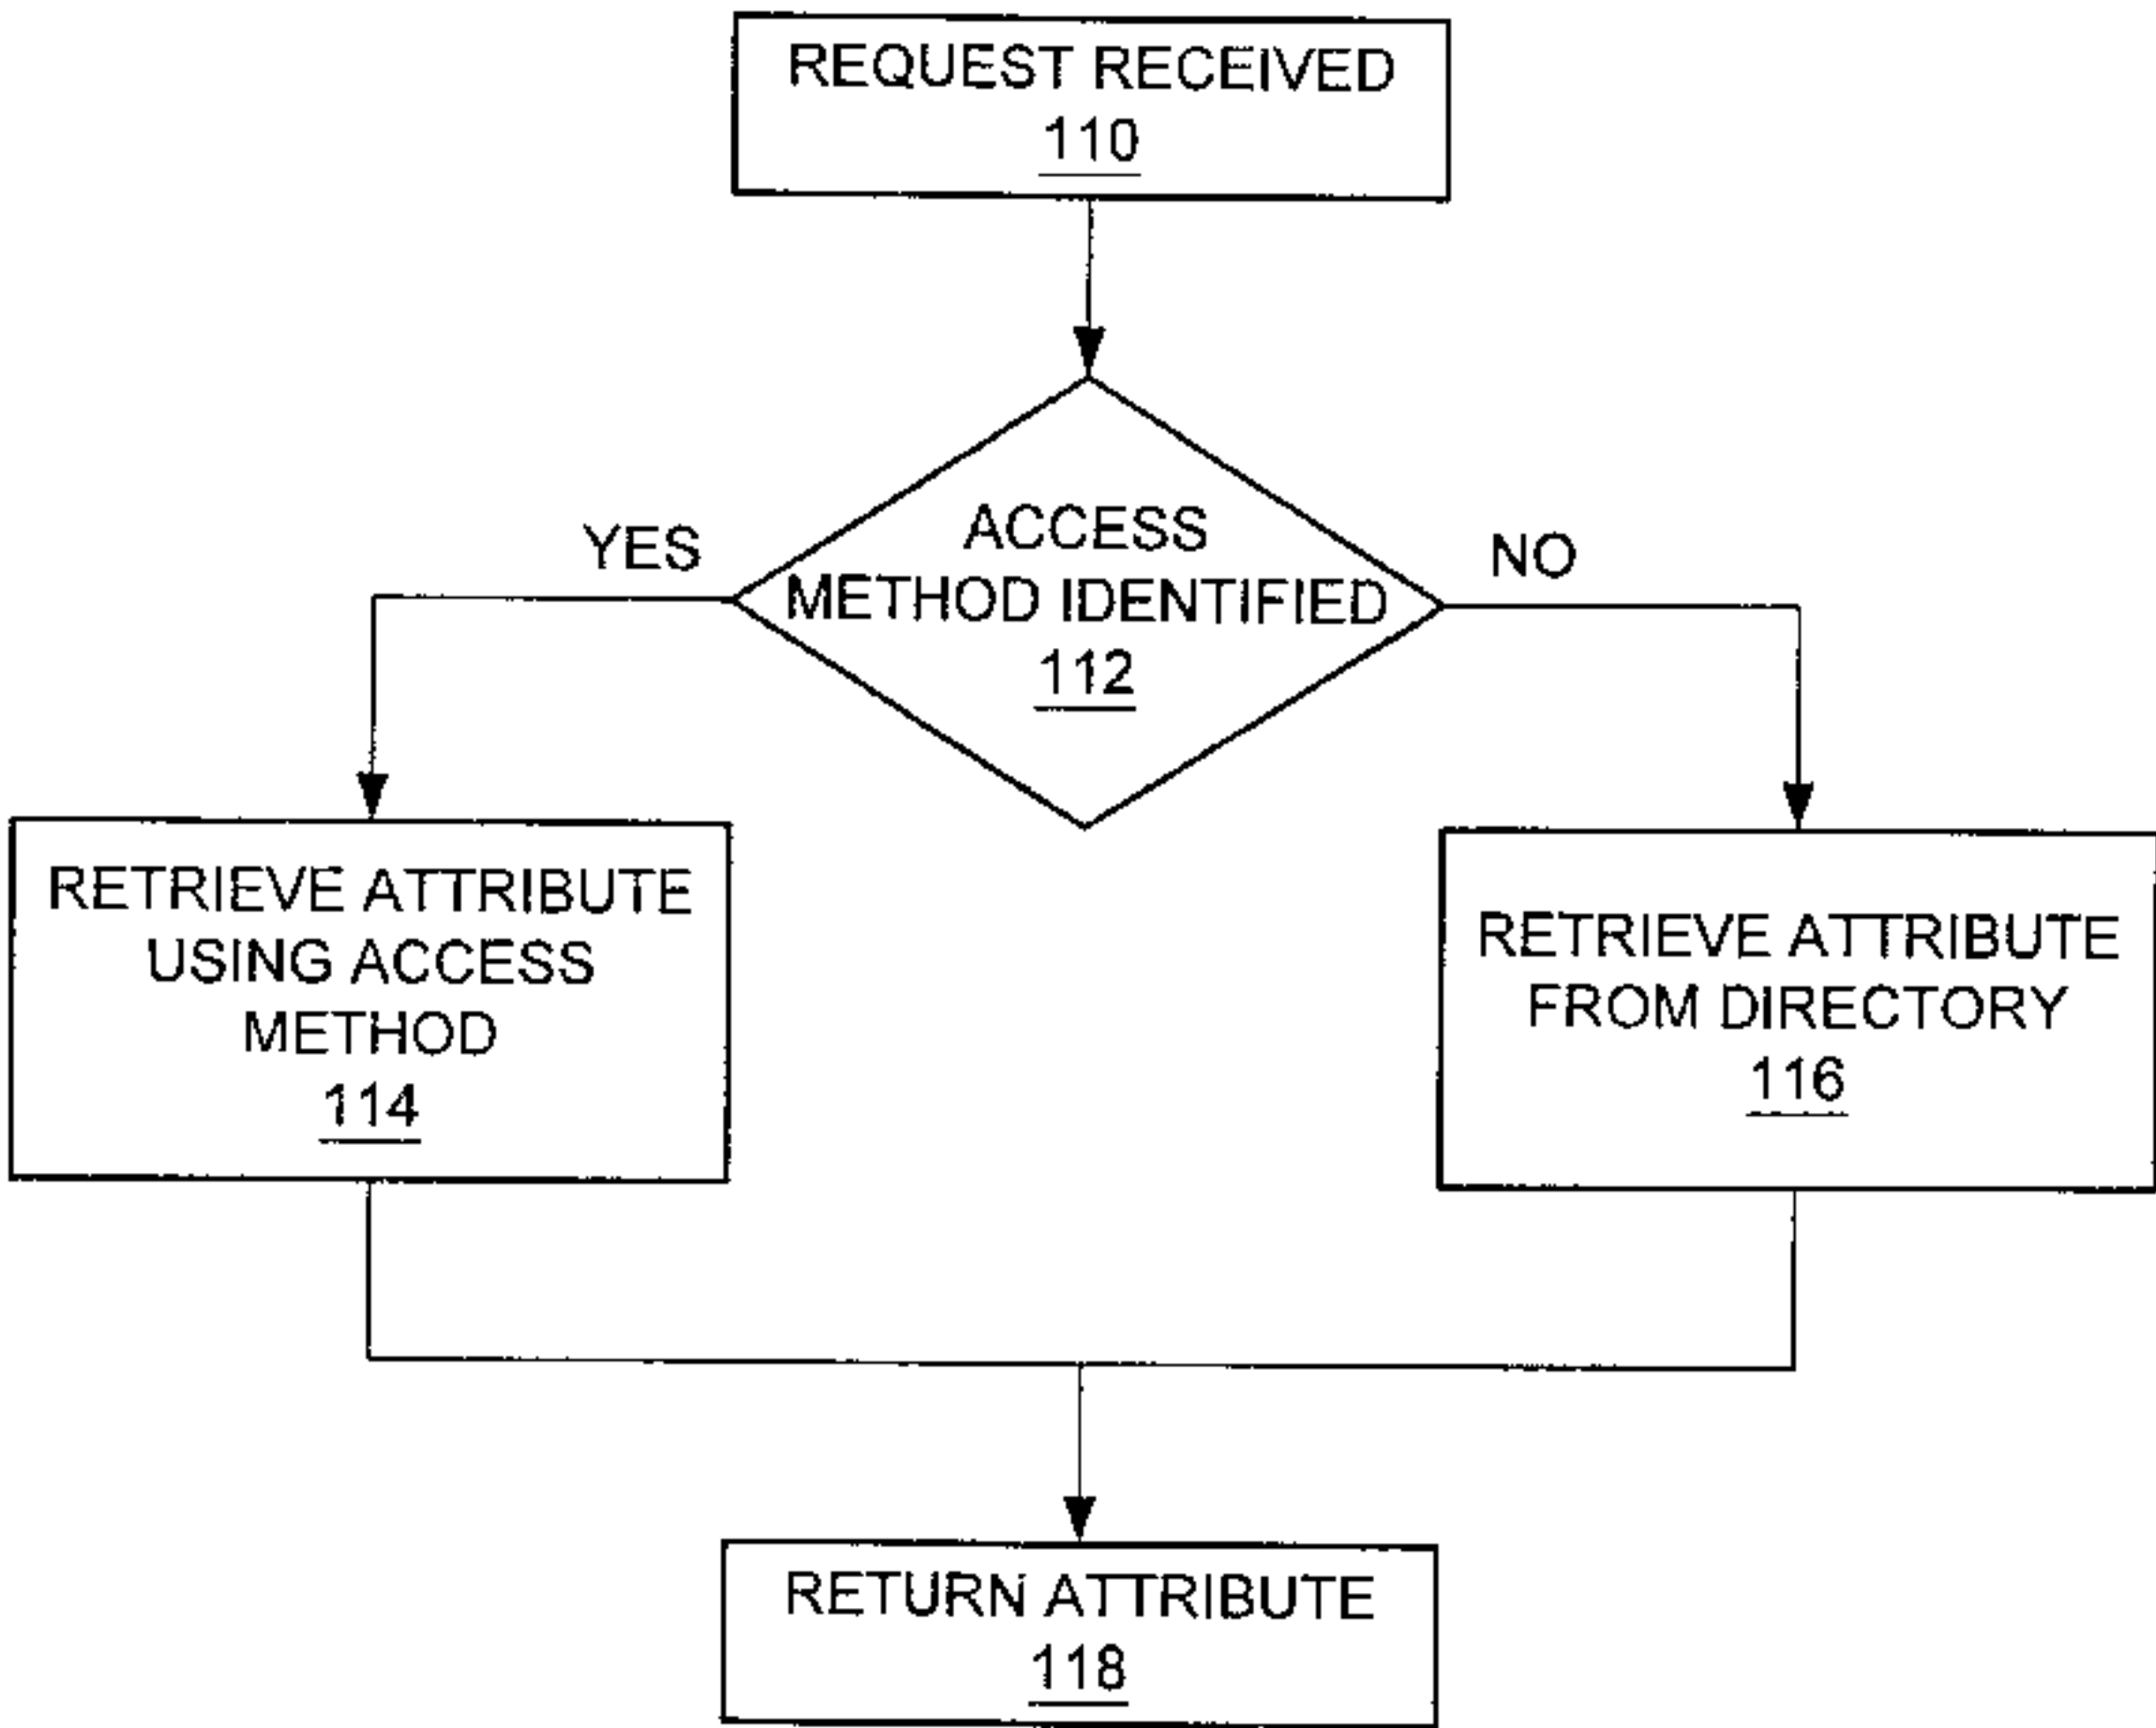 REQUEST RECEIVED
110
ACCESS
METHOD IDENTIFIED
112
YES
NO
RETRIEVE ATTRIBUTE
USING ACCESS
METHOD
114
RETRIEVE ATTRIBUTE
FROM DIRECTORY
116
RETURN ATTRIBUTE
118